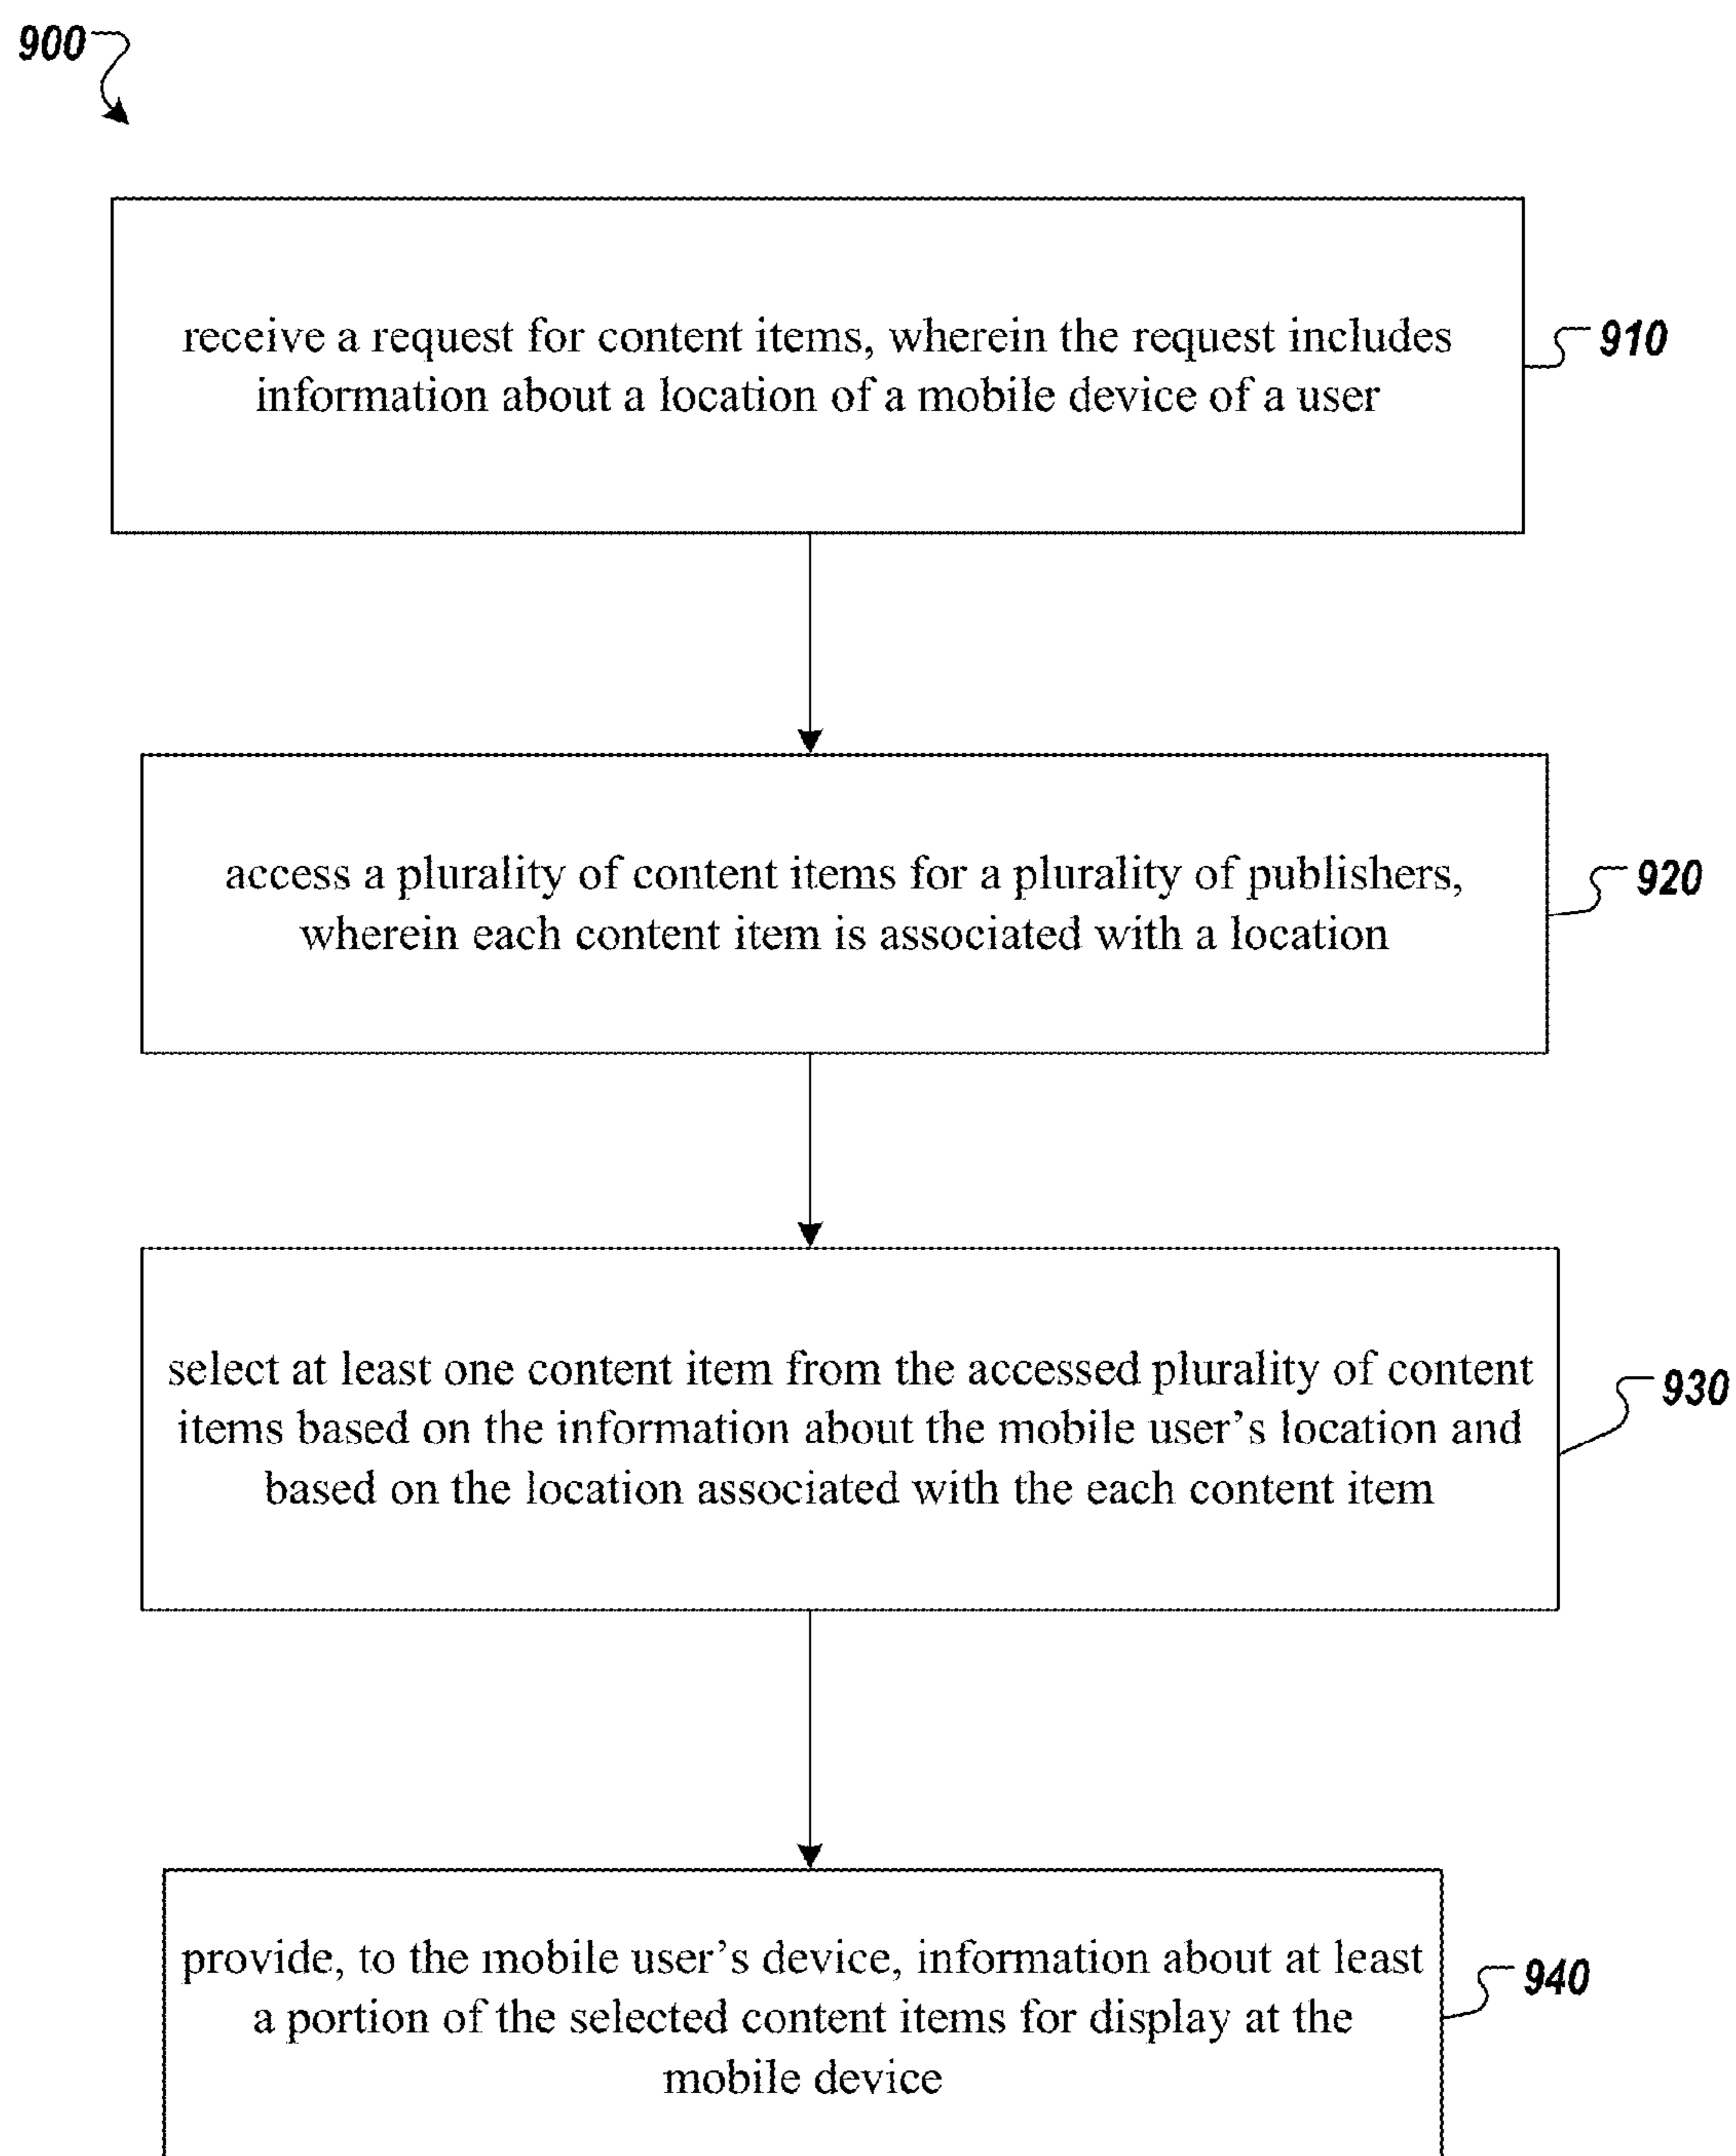 900
receive a request for content items, wherein the request includes
information about a location of a mobile device of a user
910
access a plurality of content items for a plurality of publishers,
wherein each content item is associated with a location
920
select at least one content item from the accessed plurality of content
items based on the information about the mobile user's location and
based on the location associated with the each content item
930
provide, to the mobile user's device, information about at least
a portion of the selected content items for display at the
mobile device
940